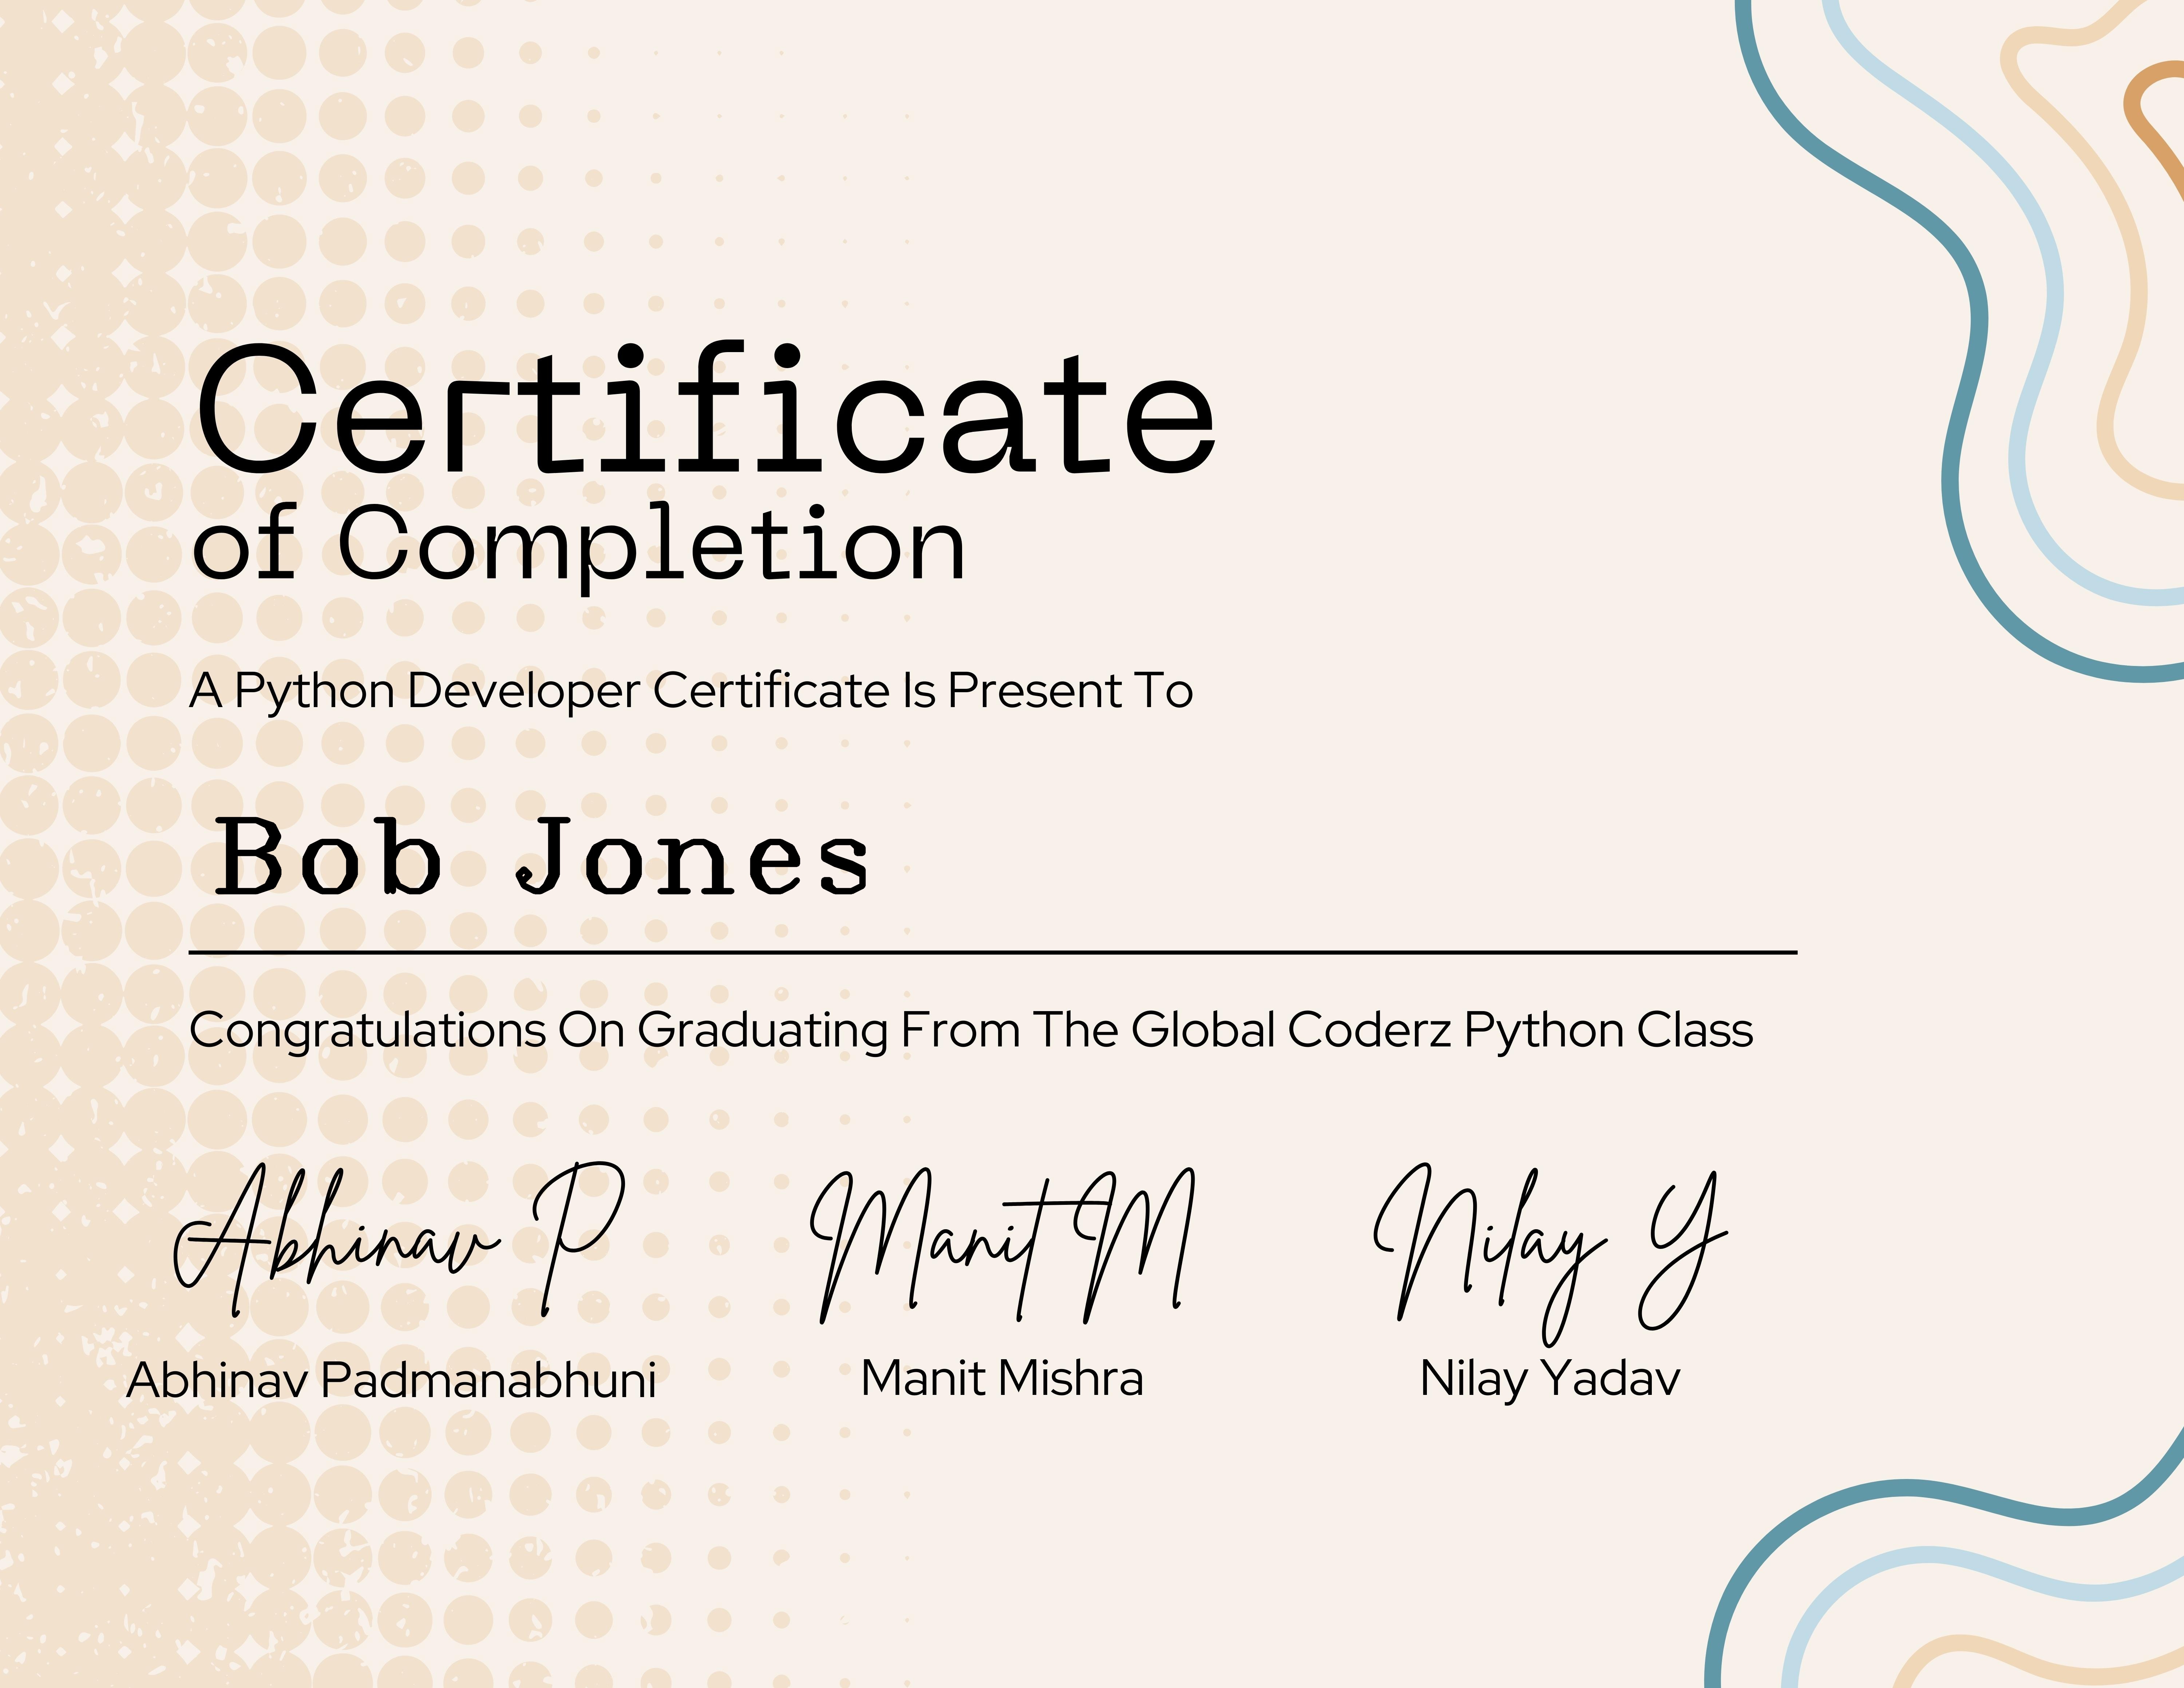 Certificate
of Completion
A Python Developer Certificate Is Present To
Bob Jones
Congratulations On Graduating From The Global Coderz Python Class
Abhinav P
Manit M
Nilay Y
Abhinav Padmanabhuni
Manit Mishra
Nilay Yadav